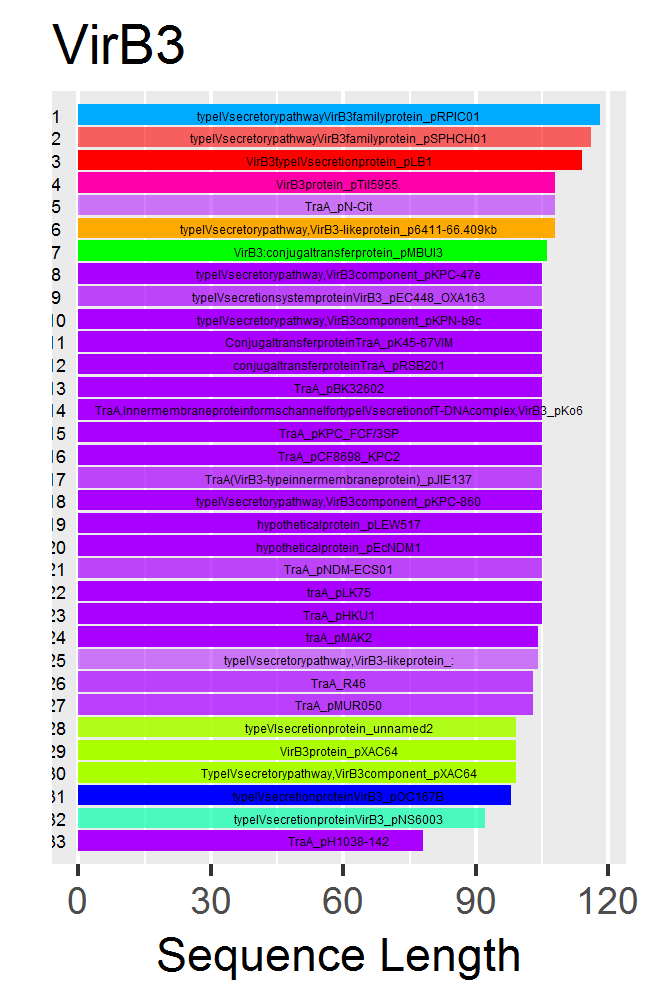 VirB3
1 typeIVsecretorypathwayVirB3familyprotein_pRPIC01
2 typeIVsecretorypathwayVirB3familyprotein_pSPHCH01
3 VirB3typeIVsecretionprotein_pLB1
4 VirB3protein_pTiI5955.
5 TraA_pN-Cit
6 typeIVsecretorypathway,VirB3-likeprotein_p6411-66.409kb
7 VirB3:conjugaltransferprotein_pMBUI3
8 typeIVsecretorypathway,VirB3component_pKPC-47e
9 typeIVsecretionsystemproteinVirB3_pEC448_OXA163
10 typeIVsecretorypathway,VirB3component_pKPN-b9c
11 ConjugaltransferproteinTraA_pK45-67VIM
12 conjugaltransferproteinTraA_pRSB201
13 TraA_pBK32602
14 TraA,InnermembraneproteinformschannelfortypeIVsecretionofT-DNAcomplex,VirB3_pKo6
15 TraA_pKPC_FCF/3SP
16 TraA_pCF8698_KPC2
17 TraA(VirB3-typeinnermembraneprotein)_pJIE137
18 typeIVsecretorypathway,VirB3component_pKPC-860
19 hypotheticalprotein_pLEW517
20 hypotheticalprotein_pEcNDM1
21 TraA_pNDM-ECS01
22 traA_pLK75
23 TraA_pHKU1
24 traA_pMAK2
25 typeIVsecretorypathway,VirB3-likeprotein_:
26 TraA_R46
27 TraA_pMUR050
28 typeVIsecretionprotein_unnamed2
29 VirB3protein_pXAC64
30 TypeIVsecretorypathway,VirB3component_pXAC64
31 typeIVsecretionproteinVirB3_pOC167B
32 typeIVsecretionproteinVirB3_pNS6003
33 TraA_pH1038-142
0 30 60 90 120
Sequence Length